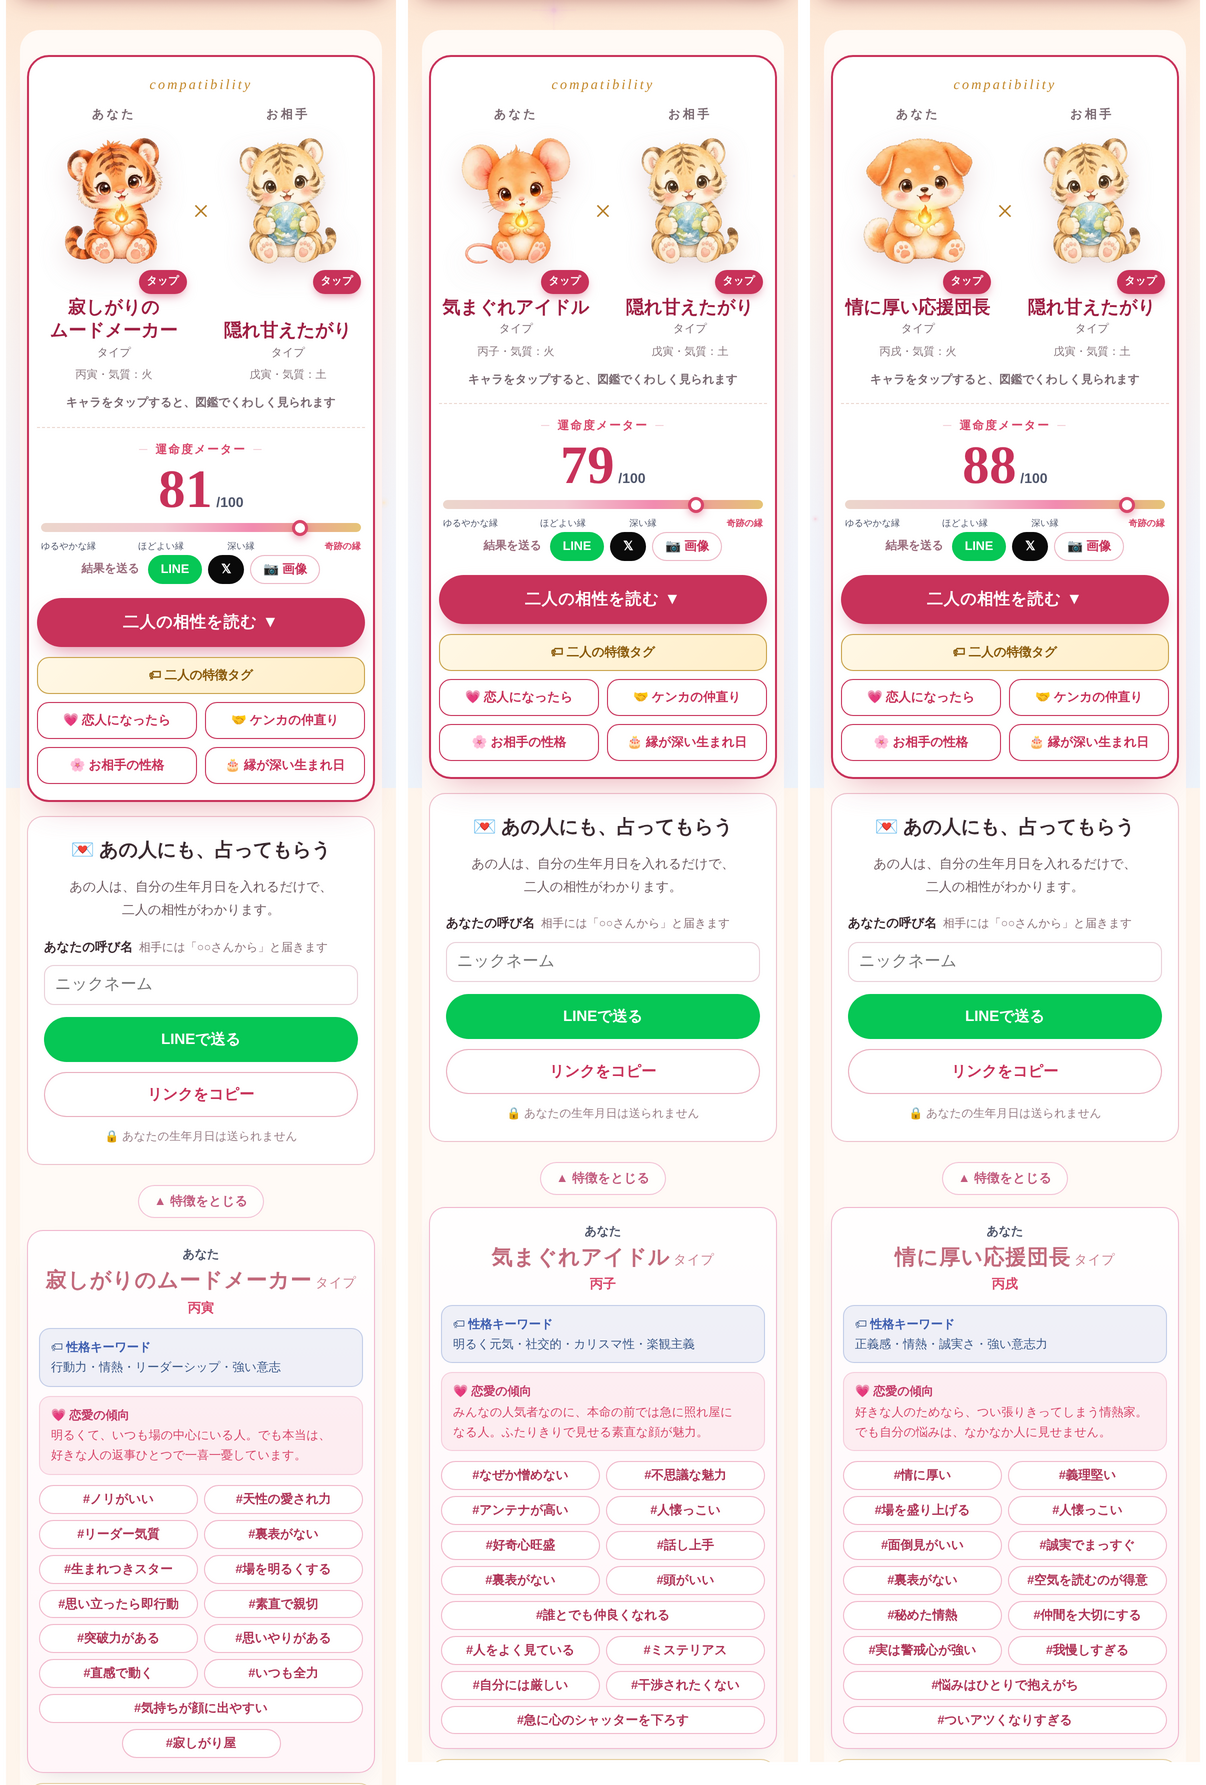 compatibility
あなた
お相手
×
タップ
タップ
寂しがりの
ムードメーカー
隠れ甘えたがり
タイプ
タイプ
丙寅・気質：火
戊寅・気質：土
キャラをタップすると、図鑑でくわしく見られます
運命度メーター
81 /100
ゆるやかな縁
ほどよい縁
深い縁
奇跡の縁
結果を送る
LINE
𝕏
📷 画像
二人の相性を読む ▼
🏷 二人の特徴タグ
💗 恋人になったら
🤝 ケンカの仲直り
🌸 お相手の性格
🎂 縁が深い生まれ日
💌 あの人にも、占ってもらう
あの人は、自分の生年月日を入れるだけで、
二人の相性がわかります。
あなたの呼び名 相手には「○○さんから」と届きます
ニックネーム
LINEで送る
リンクをコピー
🔒 あなたの生年月日は送られません
▲ 特徴をとじる
あなた
寂しがりのムードメーカー タイプ
丙寅
🏷 性格キーワード
行動力・情熱・リーダーシップ・強い意志
💗 恋愛の傾向
明るくて、いつも場の中心にいる人。でも本当は、
好きな人の返事ひとつで一喜一憂しています。
#ノリがいい
#天性の愛され力
#リーダー気質
#裏表がない
#生まれつきスター
#場を明るくする
#思い立ったら即行動
#素直で親切
#突破力がある
#思いやりがある
#直感で動く
#いつも全力
#気持ちが顔に出やすい
#寂しがり屋
compatibility
あなた
お相手
×
タップ
タップ
気まぐれアイドル
隠れ甘えたがり
タイプ
タイプ
丙子・気質：火
戊寅・気質：土
キャラをタップすると、図鑑でくわしく見られます
運命度メーター
79 /100
ゆるやかな縁
ほどよい縁
深い縁
奇跡の縁
結果を送る
LINE
𝕏
📷 画像
二人の相性を読む ▼
🏷 二人の特徴タグ
💗 恋人になったら
🤝 ケンカの仲直り
🌸 お相手の性格
🎂 縁が深い生まれ日
💌 あの人にも、占ってもらう
あの人は、自分の生年月日を入れるだけで、
二人の相性がわかります。
あなたの呼び名 相手には「○○さんから」と届きます
ニックネーム
LINEで送る
リンクをコピー
🔒 あなたの生年月日は送られません
▲ 特徴をとじる
あなた
気まぐれアイドル タイプ
丙子
🏷 性格キーワード
明るく元気・社交的・カリスマ性・楽観主義
💗 恋愛の傾向
みんなの人気者なのに、本命の前では急に照れ屋に
なる人。ふたりきりで見せる素直な顔が魅力。
#なぜか憎めない
#不思議な魅力
#アンテナが高い
#人懐っこい
#好奇心旺盛
#話し上手
#裏表がない
#頭がいい
#誰とでも仲良くなれる
#人をよく見ている
#ミステリアス
#自分には厳しい
#干渉されたくない
#急に心のシャッターを下ろす
compatibility
あなた
お相手
×
タップ
タップ
情に厚い応援団長
隠れ甘えたがり
タイプ
タイプ
丙戌・気質：火
戊寅・気質：土
キャラをタップすると、図鑑でくわしく見られます
運命度メーター
88 /100
ゆるやかな縁
ほどよい縁
深い縁
奇跡の縁
結果を送る
LINE
𝕏
📷 画像
二人の相性を読む ▼
🏷 二人の特徴タグ
💗 恋人になったら
🤝 ケンカの仲直り
🌸 お相手の性格
🎂 縁が深い生まれ日
💌 あの人にも、占ってもらう
あの人は、自分の生年月日を入れるだけで、
二人の相性がわかります。
あなたの呼び名 相手には「○○さんから」と届きます
ニックネーム
LINEで送る
リンクをコピー
🔒 あなたの生年月日は送られません
▲ 特徴をとじる
あなた
情に厚い応援団長 タイプ
丙戌
🏷 性格キーワード
正義感・情熱・誠実さ・強い意志力
💗 恋愛の傾向
好きな人のためなら、つい張りきってしまう情熱家。
でも自分の悩みは、なかなか人に見せません。
#情に厚い
#義理堅い
#場を盛り上げる
#人懐っこい
#面倒見がいい
#誠実でまっすぐ
#裏表がない
#空気を読むのが得意
#秘めた情熱
#仲間を大切にする
#実は警戒心が強い
#我慢しすぎる
#悩みはひとりで抱えがち
#ついアツくなりすぎる